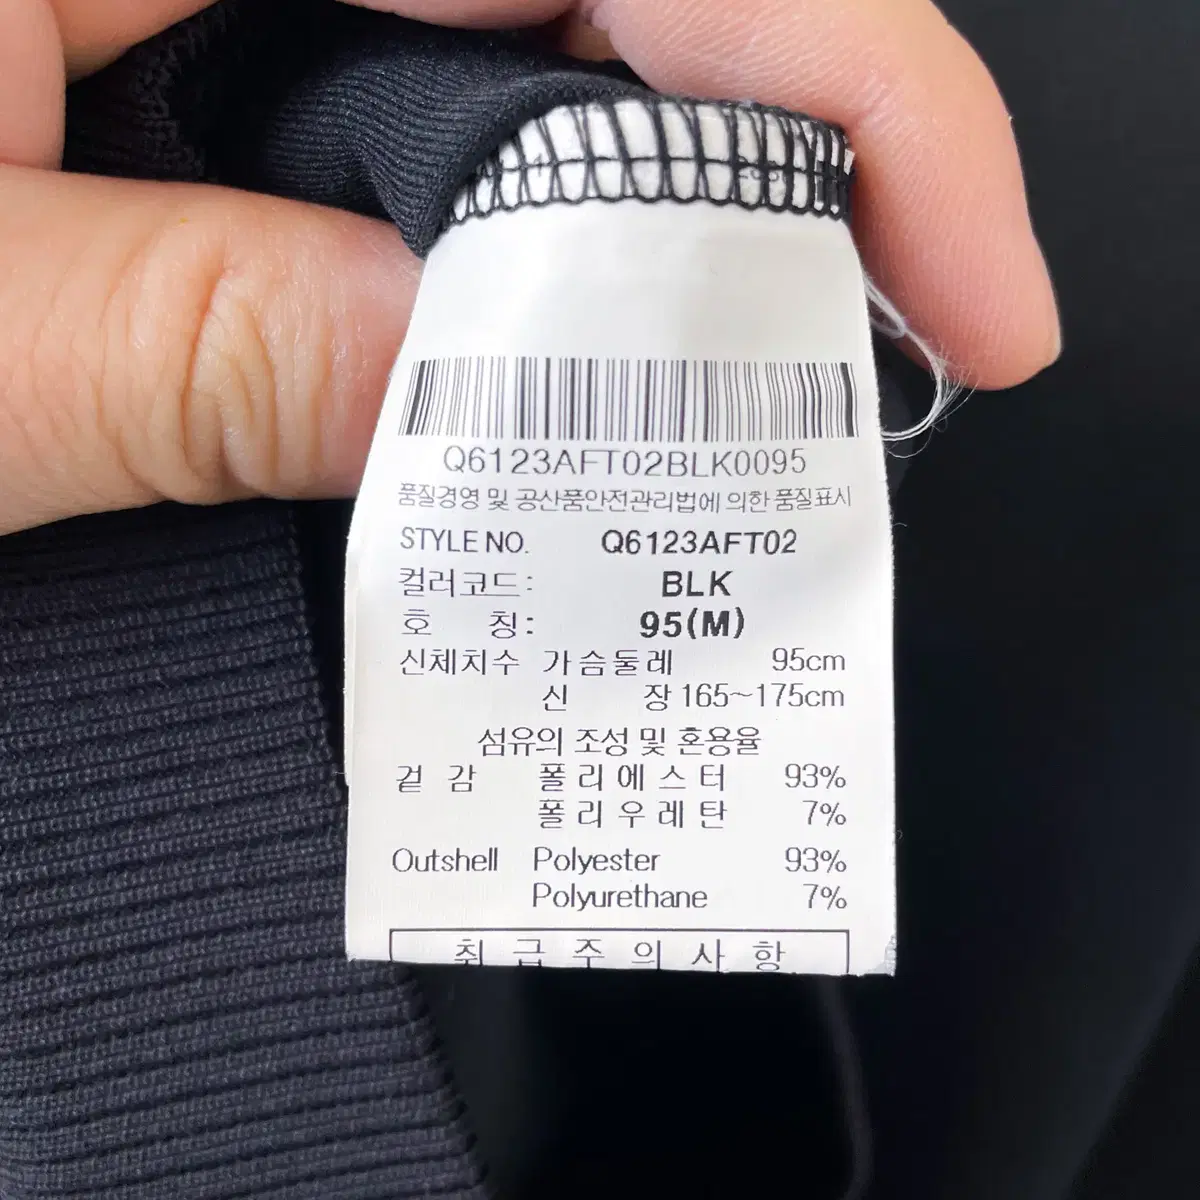 Q6123AFT02BLK0095
품질경영 및 공산품안전관리법에 의한 품질표시
STYLE NO. Q6123AFT02
컬러코드: BLK
호 칭: 95(M)
신체치수 가슴둘레 95cm
신 장 165~175cm
섬유의 조성 및 혼용율
겉 감 폴리에스터 93%
폴리우레탄 7%
Outshell Polyester 93%
Polyurethane 7%
취급주의사항